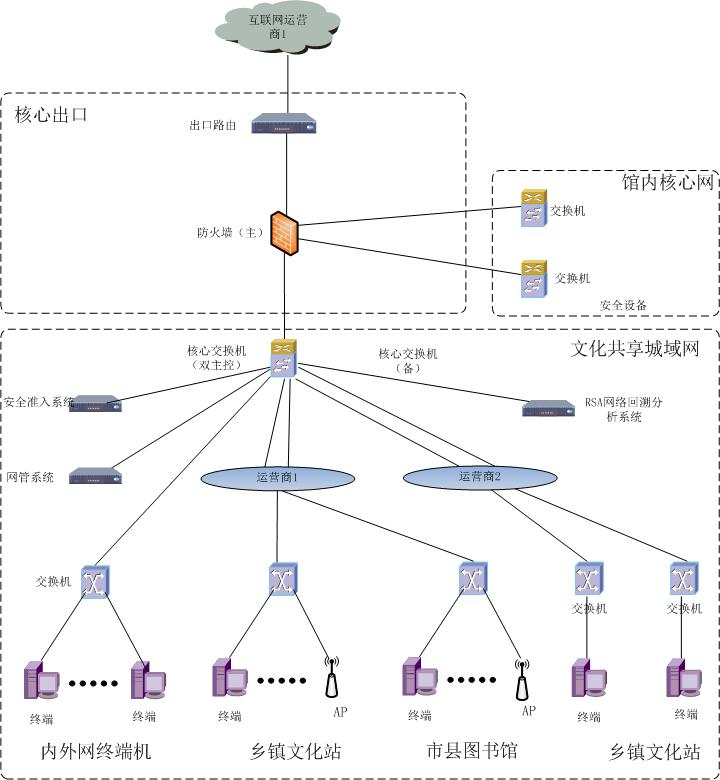 互联网运营
商1
核心出口
出口路由
馆内核心网
交换机
防火墙（主）
交换机
安全设备
文化共享城域网
核心交换机
（双主控）
核心交换机
（备）
安全准入系统
RSA网络回溯分
析系统
网管系统
运营商1
运营商2
交换机
交换机
交换机
终端
终端
终端
AP
终端
AP
终端
终端
内外网终端机
乡镇文化站
市县图书馆
乡镇文化站